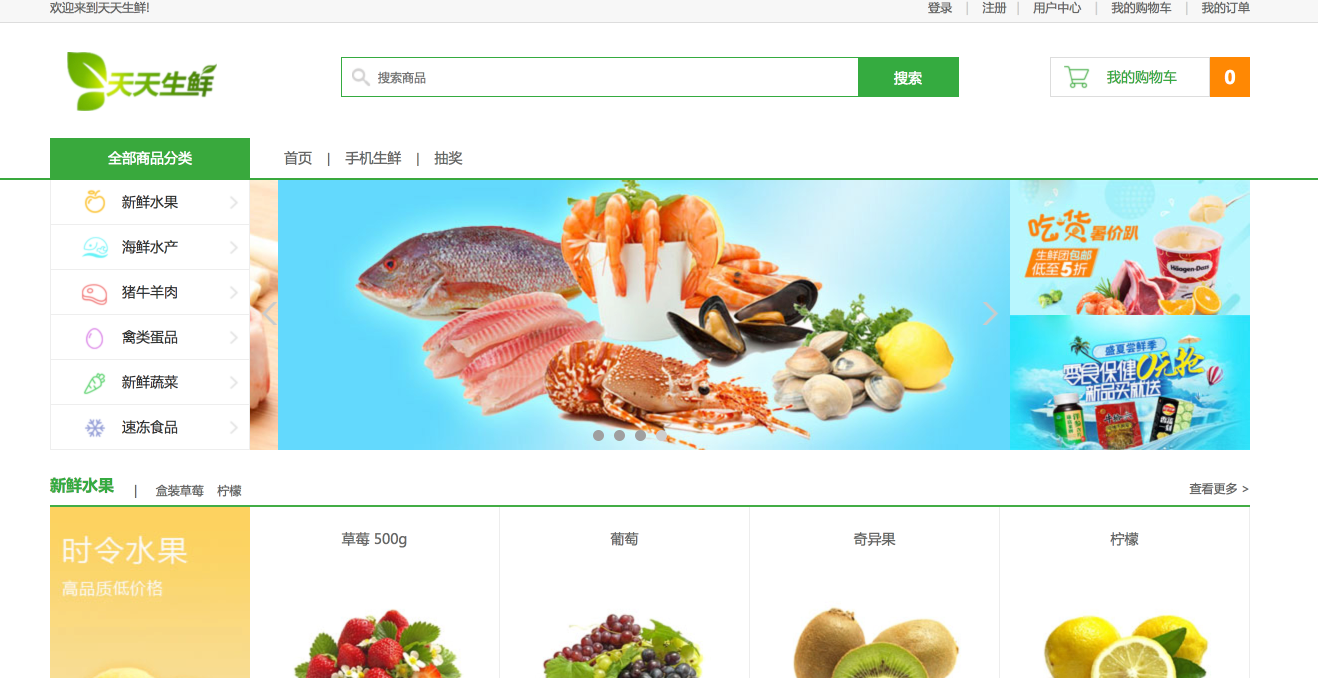 欢迎来到天天生鲜!
登录 | 注册 | 用户中心 | 我的购物车 | 我的订单
天天生鲜
搜索商品
搜索
我的购物车
0
全部商品分类
首页 | 手机生鲜 | 抽奖
新鲜水果
海鲜水产
猪牛羊肉
禽类蛋品
新鲜蔬菜
速冻食品
吃货暑价趴
生鲜团包邮
低至5折
Häagen-Dazs
盛夏尝鲜季
零食保健0元抢
新品买就送
新鲜水果 | 盒装草莓 柠檬
查看更多 >
时令水果
高品质低价格
草莓 500g
葡萄
奇异果
柠檬